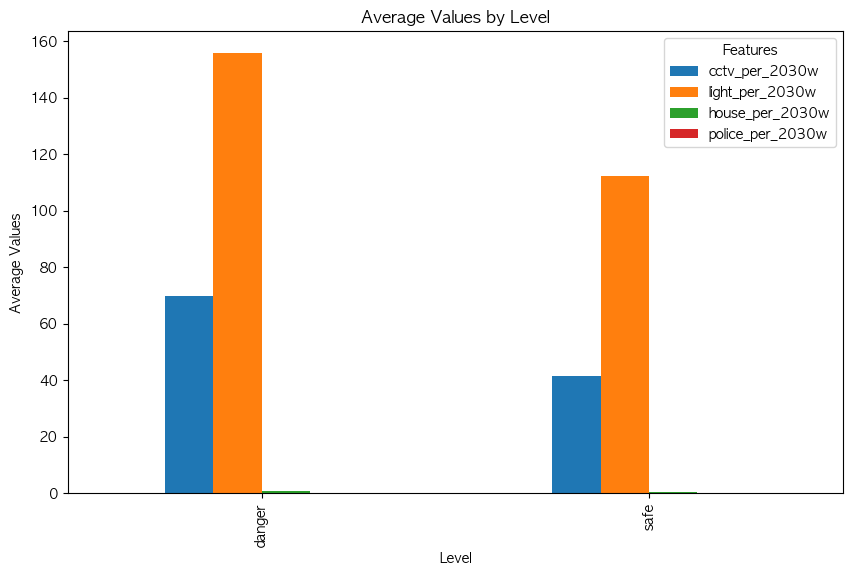 Average Values by Level
Features
cctv_per_2030w
light_per_2030w
house_per_2030w
police_per_2030w
160
140
120
100
80
60
40
20
0
Average Values
danger
safe
Level